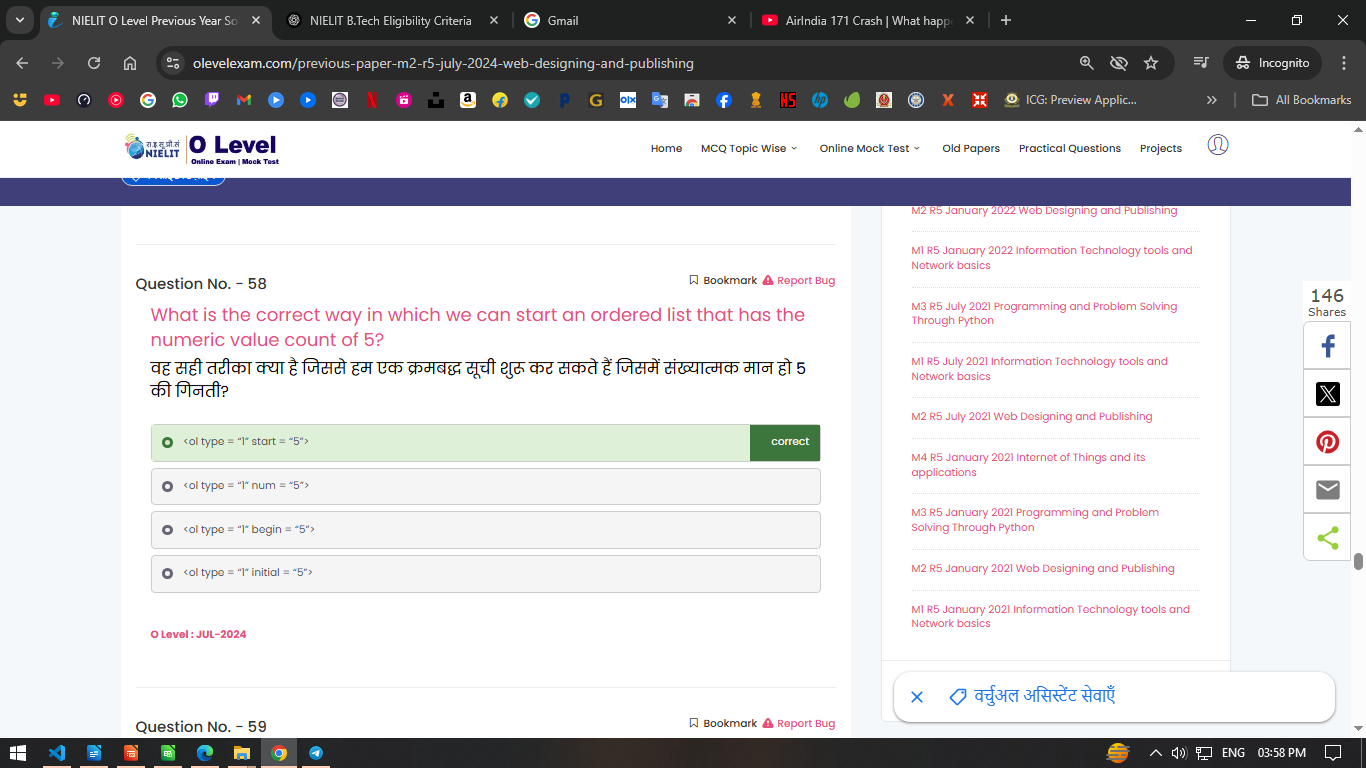 NIELIT O Level Previous Year So
NIELIT B.Tech Eligibility Criteria
Gmail
AirIndia 171 Crash | What happe
olevelexam.com/previous-paper-m2-r5-july-2024-web-designing-and-publishing
Incognito
ICG: Preview Applic...
All Bookmarks
रा.इ.सू.प्रौ.सं
NIELIT
O Level
Online Exam | Mock Test
Home
MCQ Topic Wise
Online Mock Test
Old Papers
Practical Questions
Projects
Question No. - 58
Bookmark
Report Bug
What is the correct way in which we can start an ordered list that has the
numeric value count of 5?
वह सही तरीका क्या है जिससे हम एक क्रमबद्ध सूची शुरू कर सकते हैं जिसमें संख्यात्मक मान हो 5
की गिनती?
<ol type = “1” start = “5”>
correct
<ol type = “1” num = “5”>
<ol type = “1” begin = “5”>
<ol type = “1” initial = “5”>
O Level : JUL-2024
Question No. - 59
Bookmark
Report Bug
M2 R5 January 2022 Web Designing and Publishing
M1 R5 January 2022 Information Technology tools and
Network basics
M3 R5 July 2021 Programming and Problem Solving
Through Python
M1 R5 July 2021 Information Technology tools and
Network basics
M2 R5 July 2021 Web Designing and Publishing
M4 R5 January 2021 Internet of Things and its
applications
M3 R5 January 2021 Programming and Problem
Solving Through Python
M2 R5 January 2021 Web Designing and Publishing
M1 R5 January 2021 Information Technology tools and
Network basics
146
Shares
वर्चुअल असिस्टेंट सेवाएँ
ENG
03:58 PM